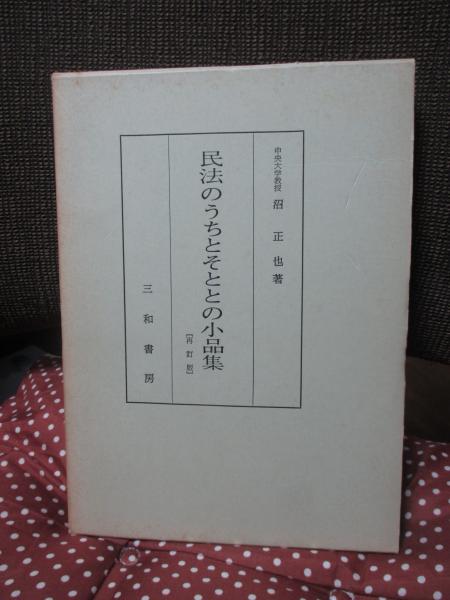 中央大学教授 沼正也著
民法のうちとそととの小品集
[再訂版]
三和書房